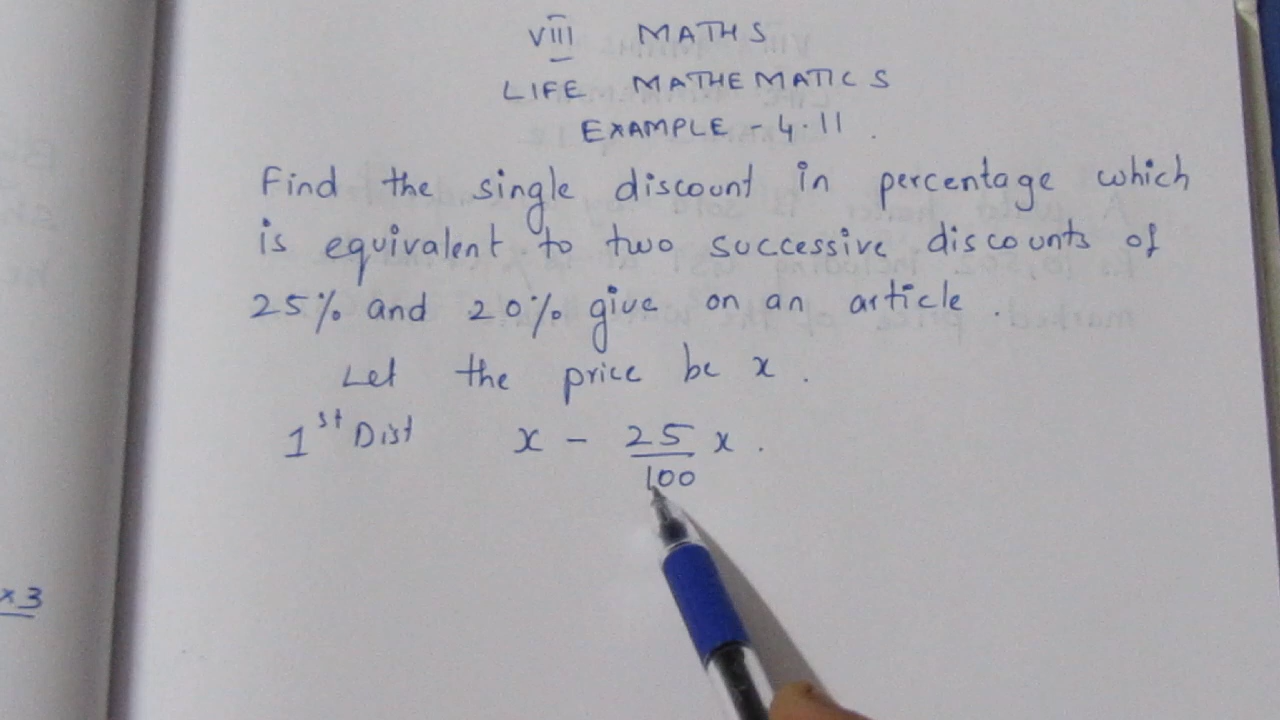 VIII MATHS
LIFE MATHEMATICS
EXAMPLE - 4.11.
Find the single discount in percentage which
is equivalent to two successive discounts of
25% and 20% give on an article.
Let the price be x.
1st Dist x - 25/100 x.
x 3